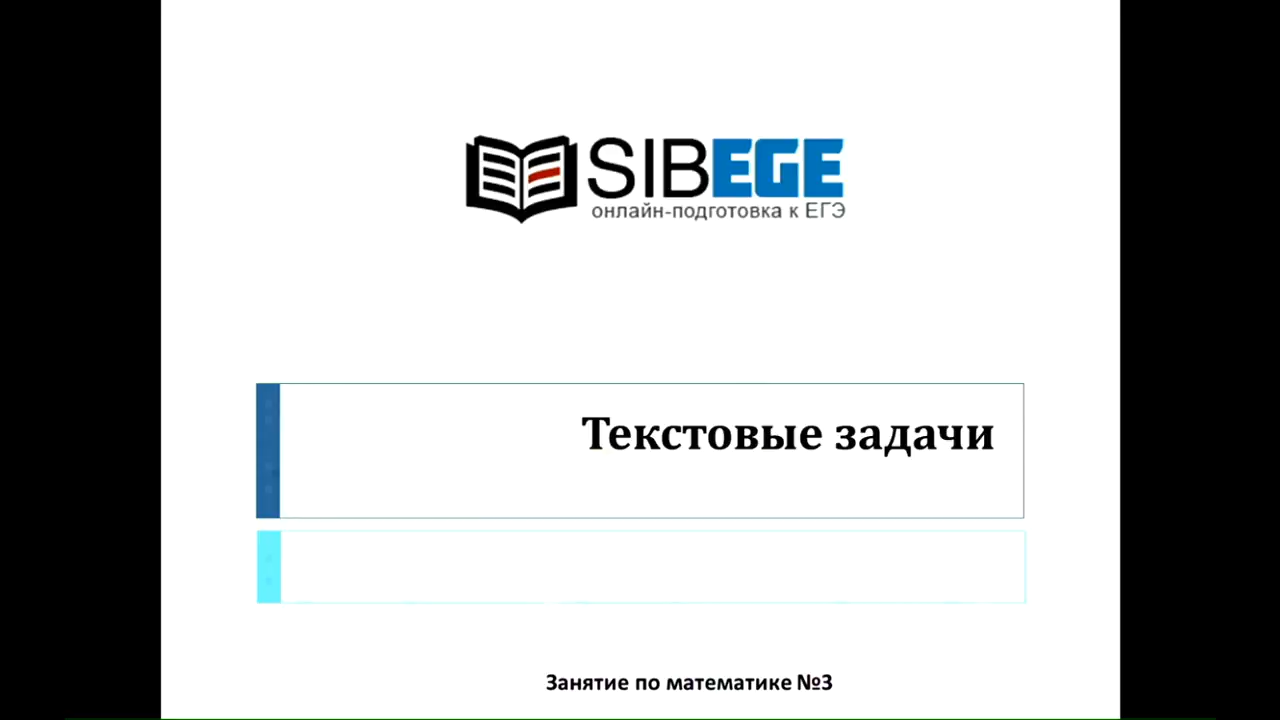 SIBEGE
онлайн-подготовка к ЕГЭ
Текстовые задачи
Занятие по математике №3